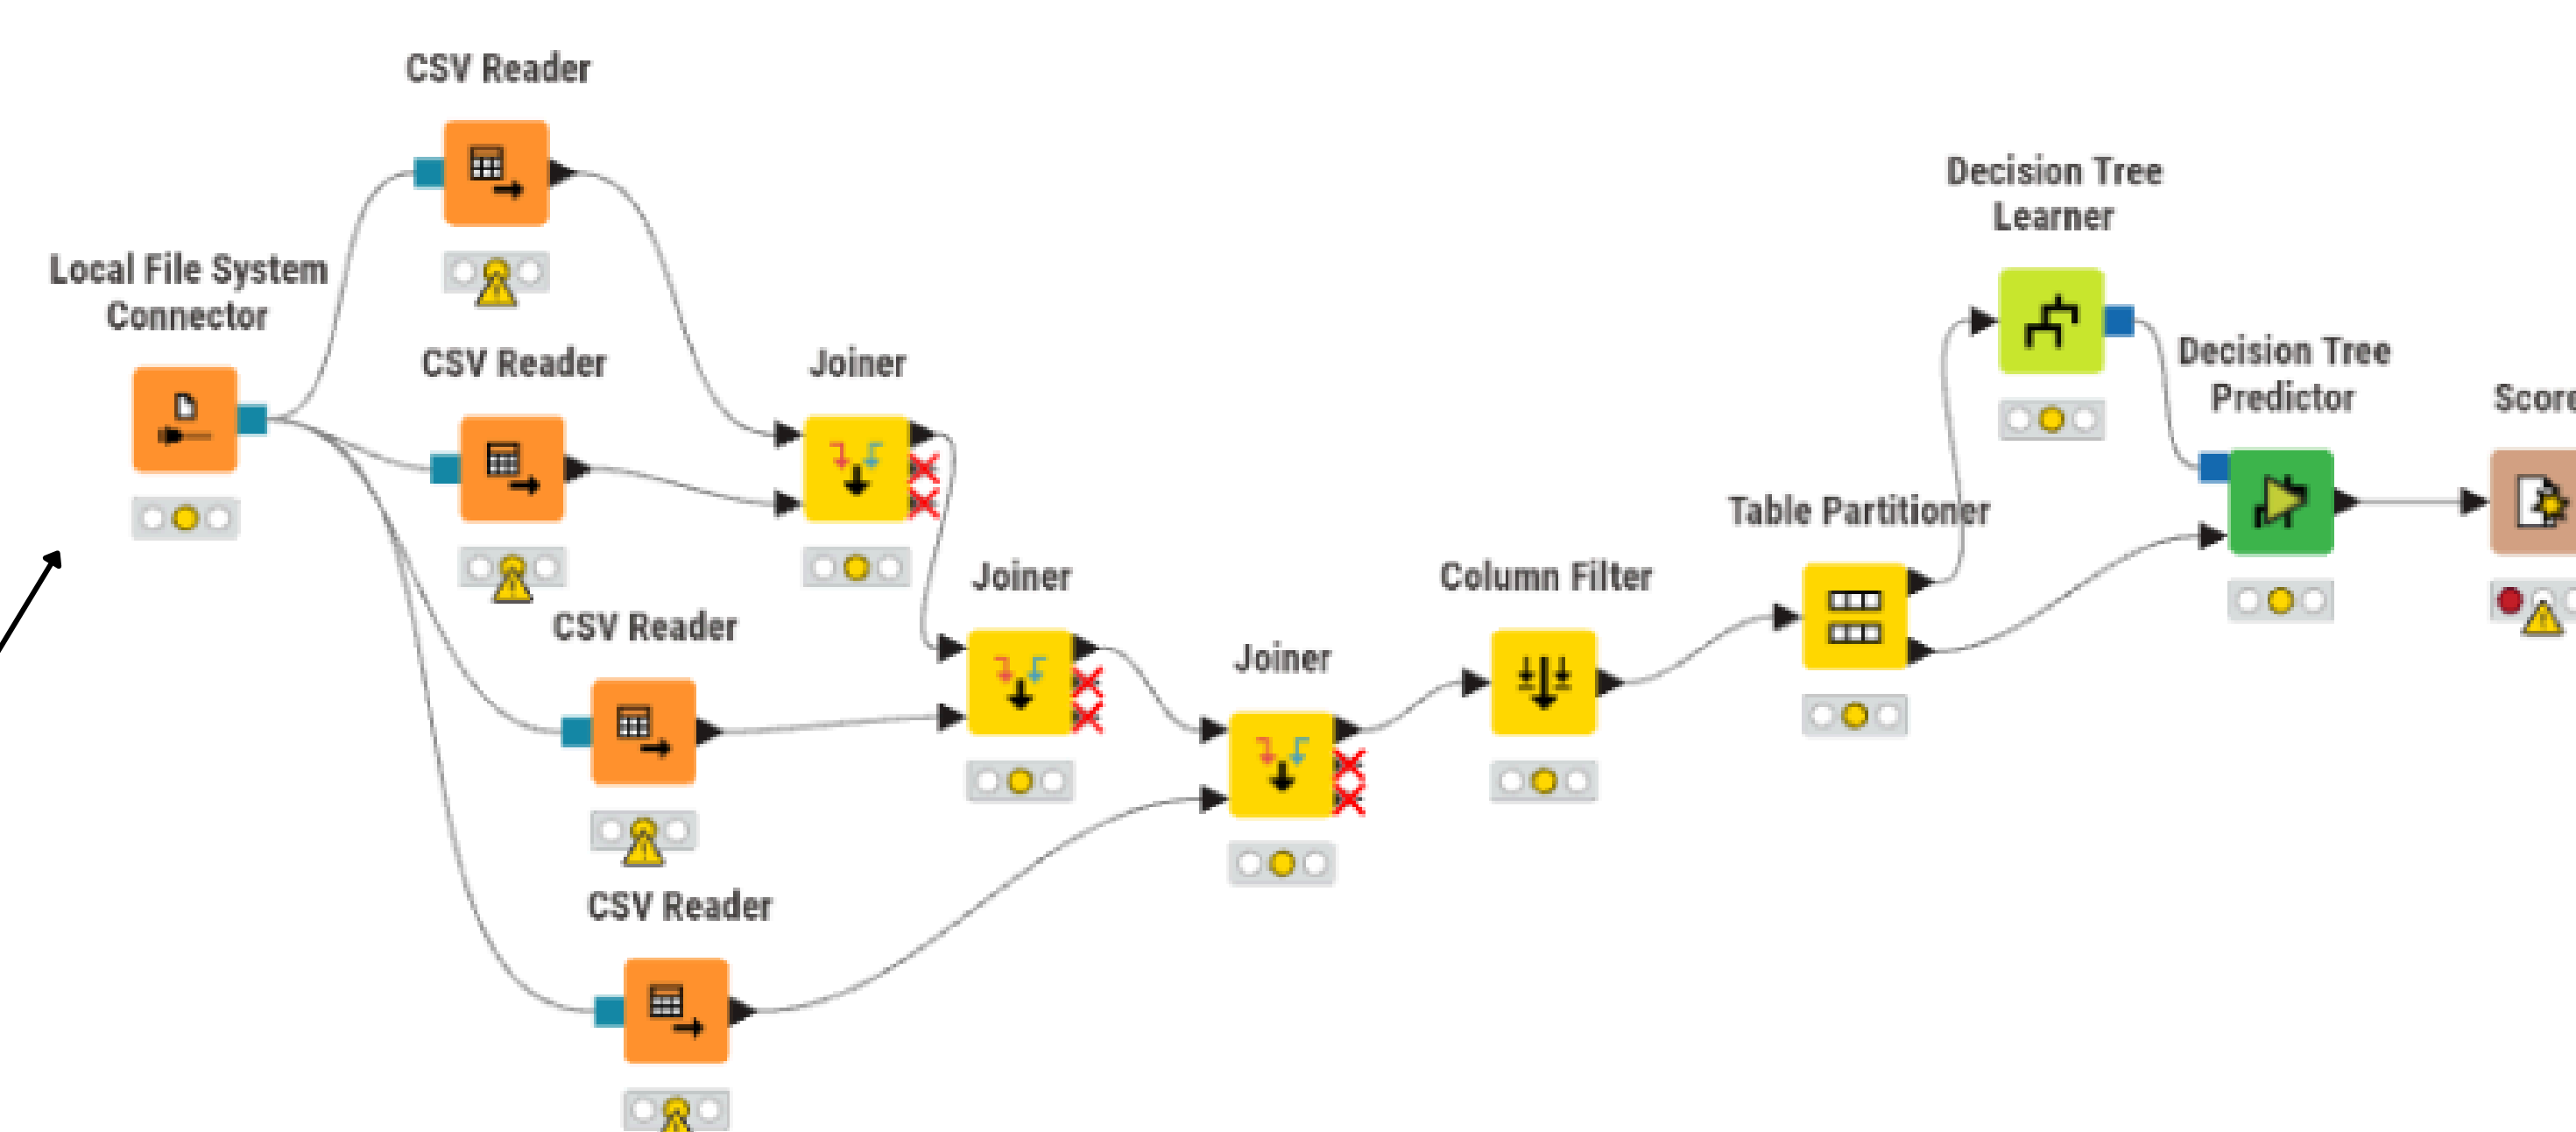 CSV Reader
Local File System
Connector
CSV Reader
Joiner
CSV Reader
Joiner
CSV Reader
Joiner
Column Filter
Table Partitioner
Decision Tree
Learner
Decision Tree
Predictor
Score